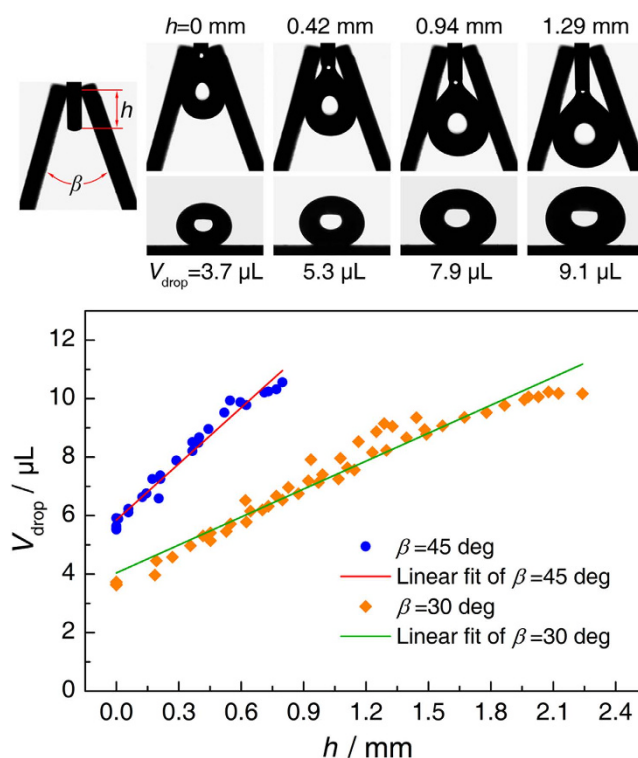 h=0 mm 0.42 mm 0.94 mm 1.29 mm
h
β
Vdrop=3.7 µL 5.3 µL 7.9 µL 9.1 µL
12
10
8
6
4
2
0
Vdrop / µL
β=45 deg
Linear fit of β=45 deg
β=30 deg
Linear fit of β=30 deg
0.0 0.3 0.6 0.9 1.2 1.5 1.8 2.1 2.4
h / mm